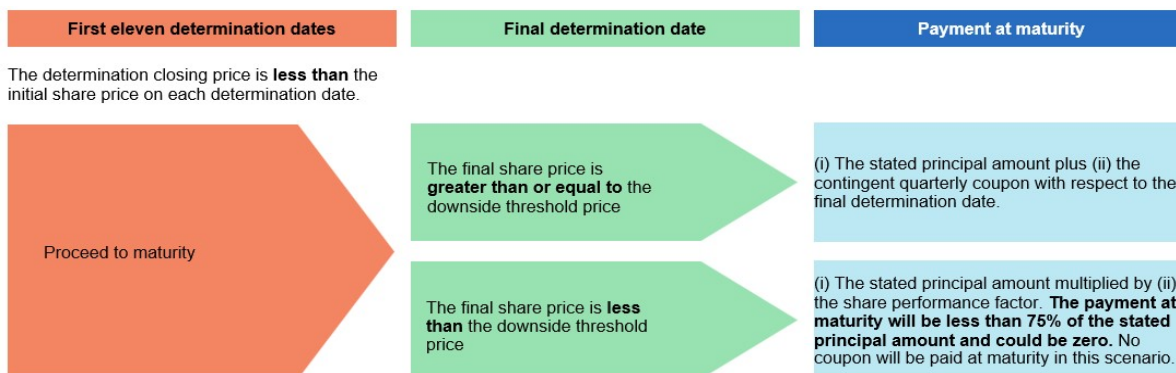 First eleven determination dates
Final determination date
Payment at maturity
The determination closing price is less than the
initial share price on each determination date.
Proceed to maturity
The final share price is
greater than or equal to the
downside threshold price
(i) The stated principal amount plus (ii) the
contingent quarterly coupon with respect to the
final determination date.
The final share price is less
than the downside threshold
price
(i) The stated principal amount multiplied by (ii)
the share performance factor. The payment at
maturity will be less than 75% of the stated
principal amount and could be zero. No
coupon will be paid at maturity in this scenario.